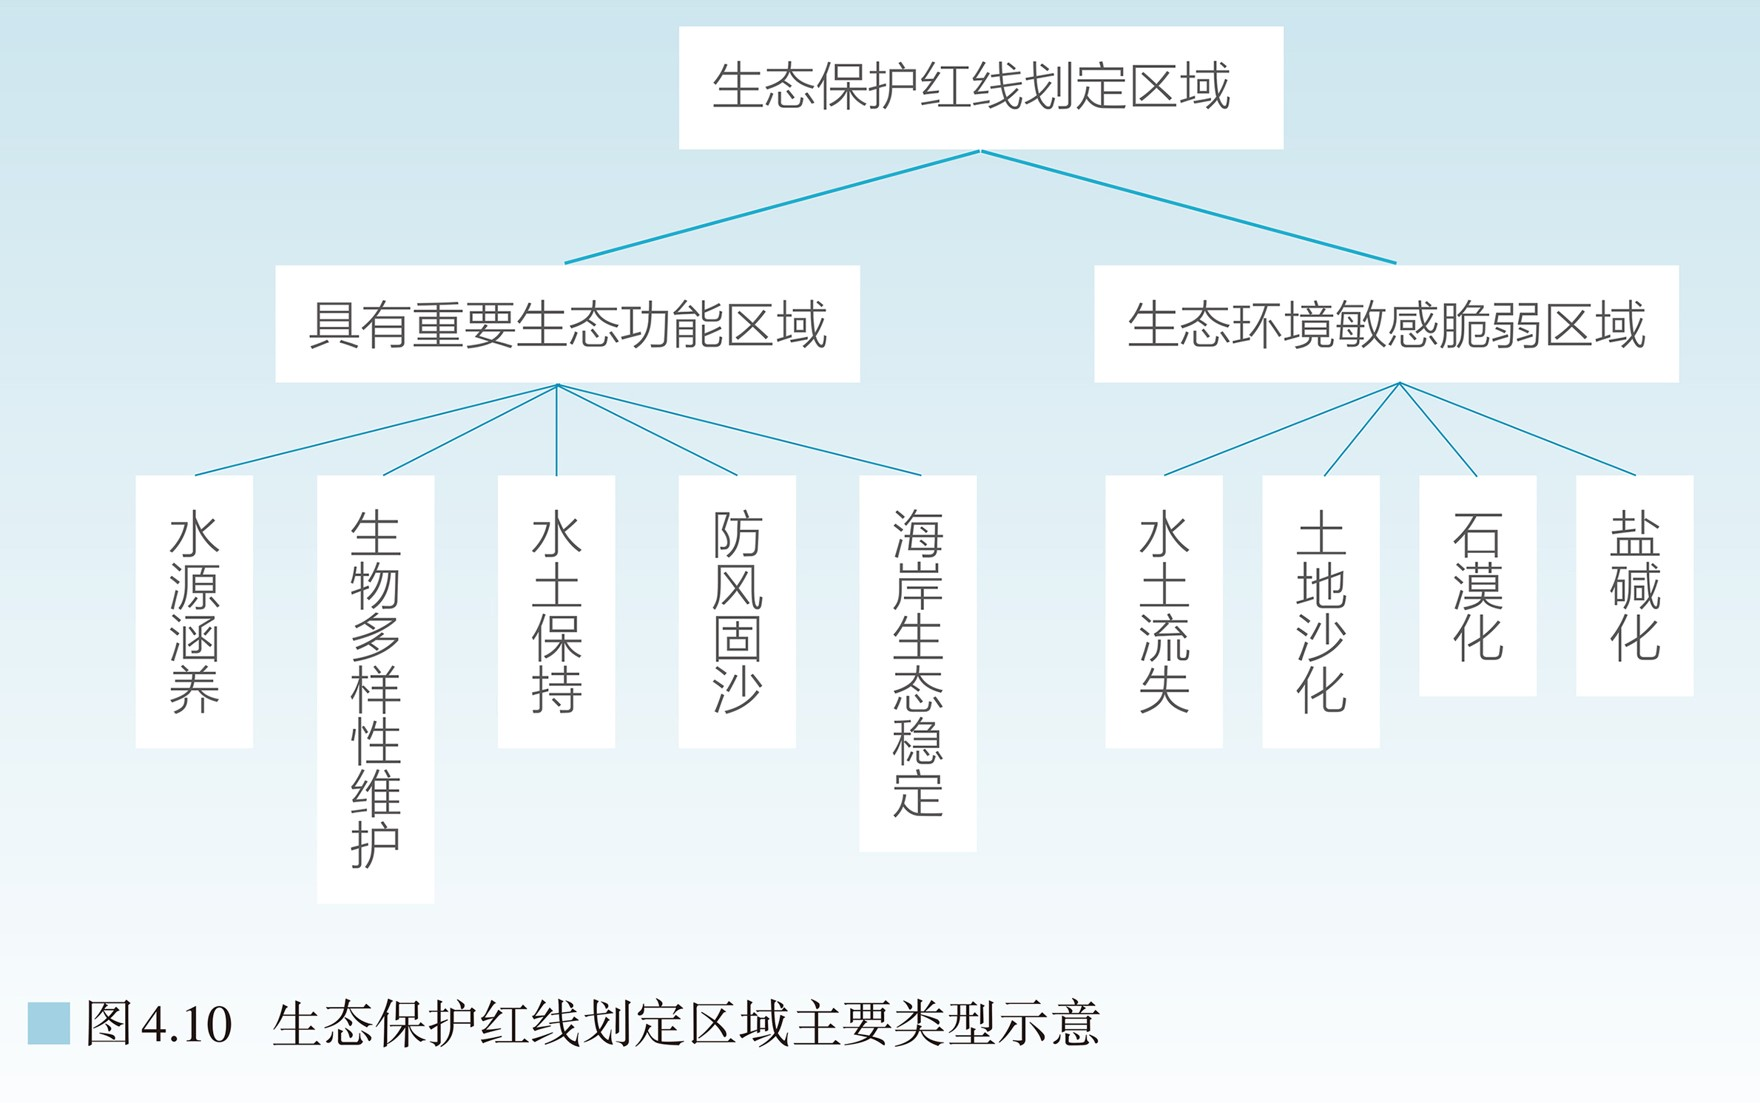 生态保护红线划定区域
具有重要生态功能区域
生态环境敏感脆弱区域
水源涵养
生物多样性维护
水土保持
防风固沙
海岸生态稳定
水土流失
土地沙化
石漠化
盐碱化
图4.10 生态保护红线划定区域主要类型示意